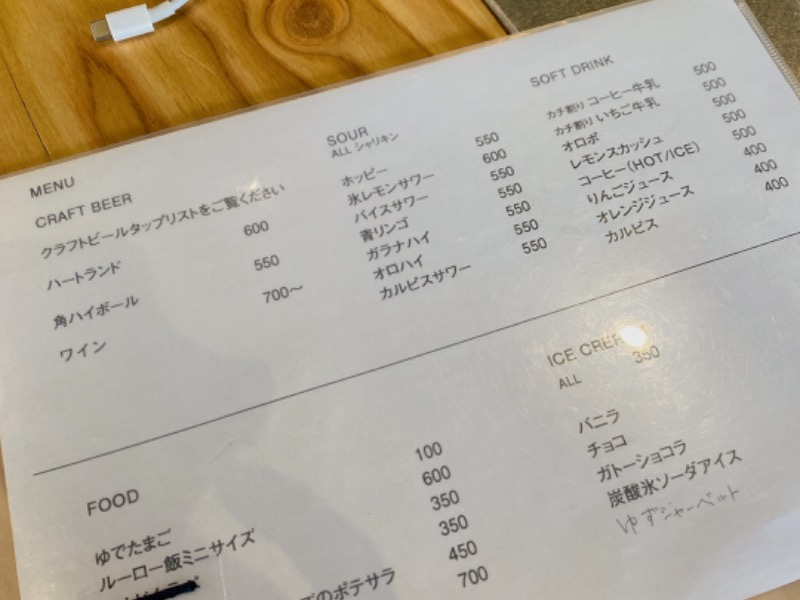 MENU
CRAFT BEER
クラフトビールタップリストをご覧ください
ハートランド 600
角ハイボール 550
ワイン 700〜
SOUR
ALL シャリキン
ホッピー 550
氷レモンサワー 600
バイスサワー 550
青リンゴ 550
ガラナハイ 550
オロハイ 550
カルピスサワー 550
SOFT DRINK
カチ割り コーヒー牛乳 500
カチ割り いちご牛乳 500
オロポ 500
レモンスカッシュ 500
コーヒー(HOT/ICE) 500
りんごジュース 400
オレンジジュース 400
カルピス 400
FOOD
ゆでたまご 100
ルーロー飯ミニサイズ 600
350
350
のポテサラ 450
700
ICE
ALL 350
バニラ
チョコ
ガトーショコラ
炭酸氷ソーダアイス
ゆずシャーベット